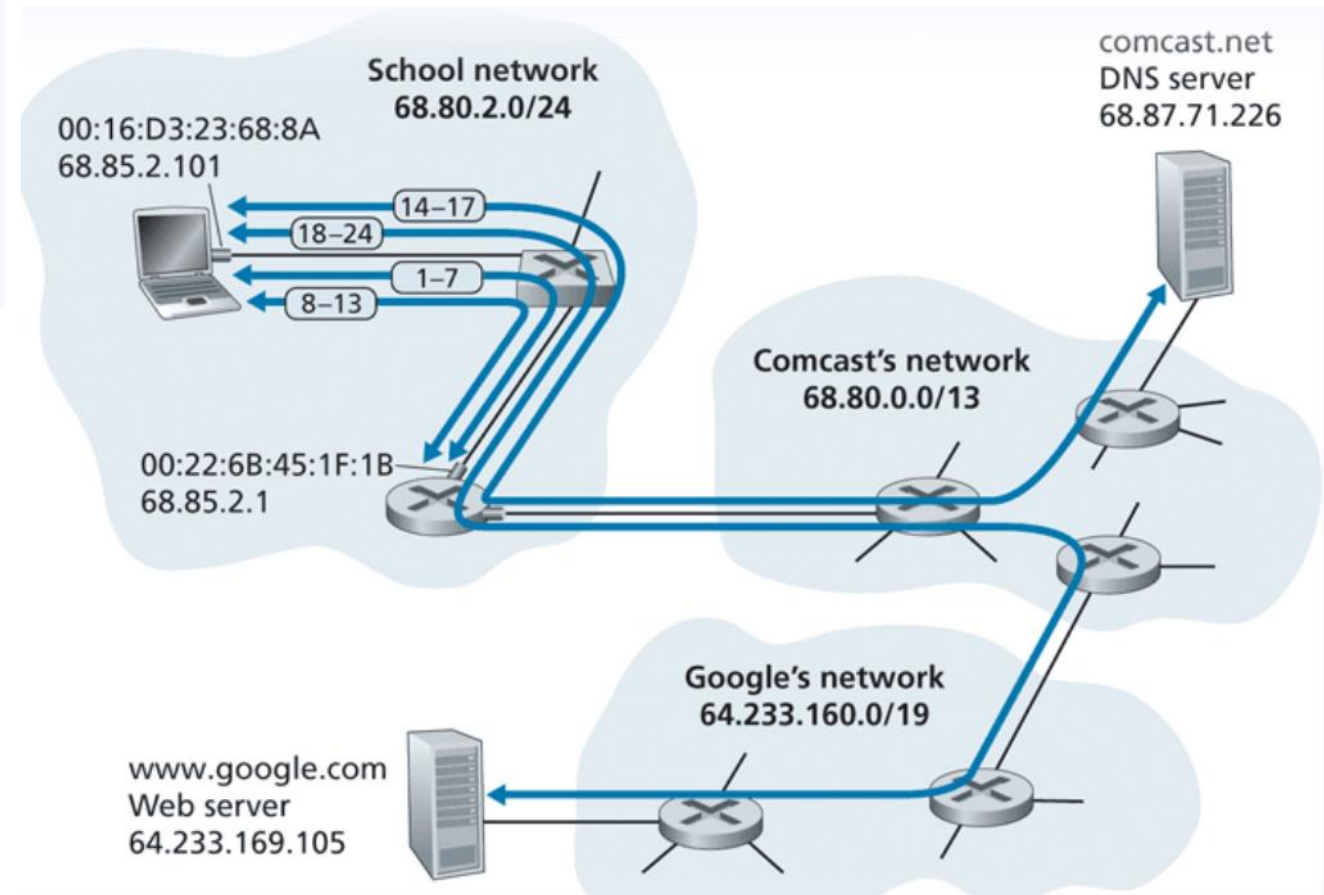 School network
68.80.2.0/24
comcast.net
DNS server
68.87.71.226
00:16:D3:23:68:8A
68.85.2.101
14–17
18–24
1–7
8–13
Comcast's network
68.80.0.0/13
00:22:6B:45:1F:1B
68.85.2.1
Google's network
64.233.160.0/19
www.google.com
Web server
64.233.169.105